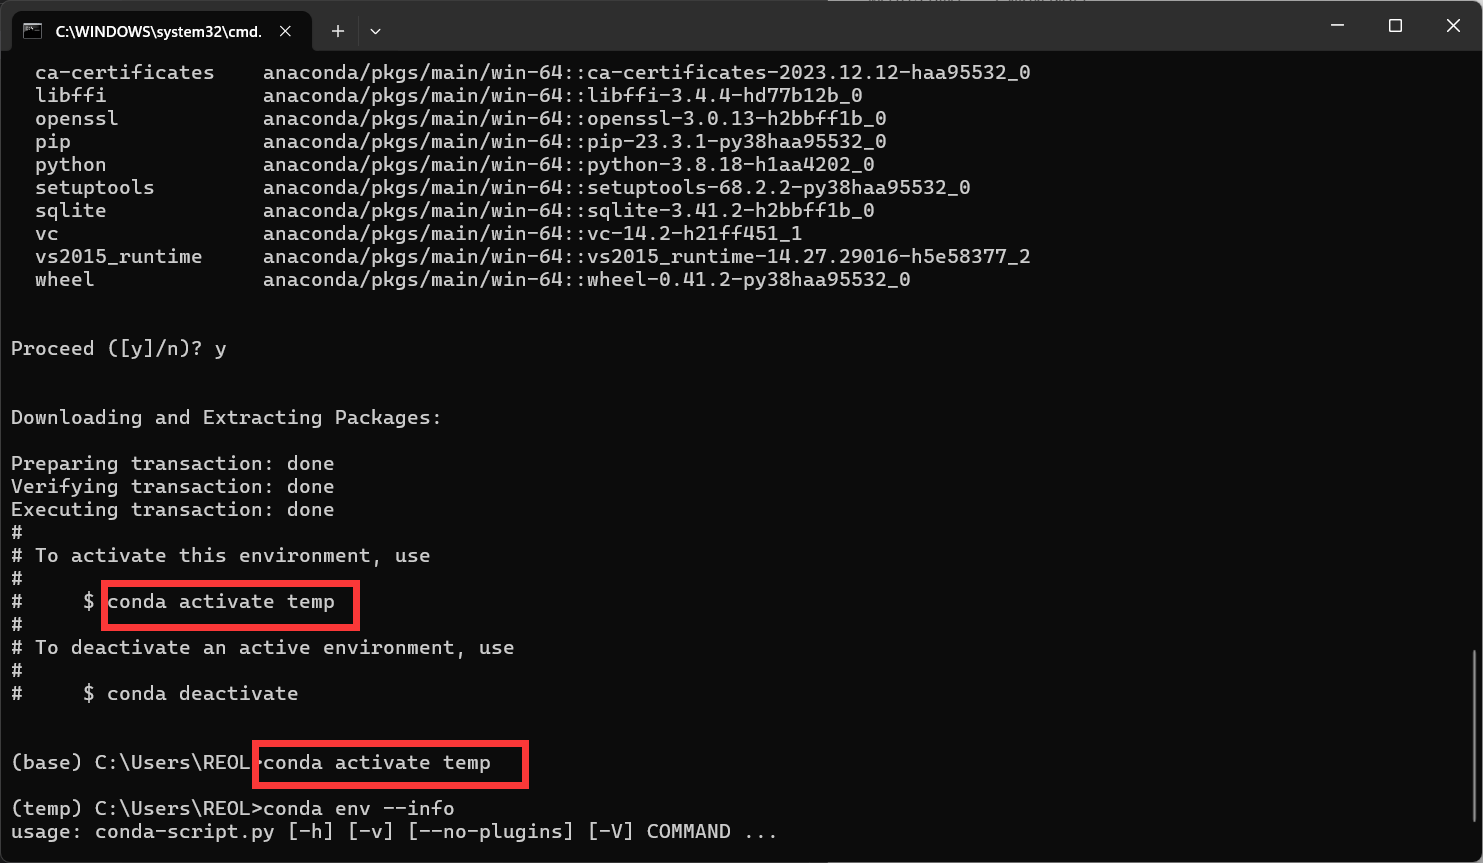 C:\WINDOWS\system32\cmd.
ca-certificates    anaconda/pkgs/main/win-64::ca-certificates-2023.12.12-haa95532_0
libffi             anaconda/pkgs/main/win-64::libffi-3.4.4-hd77b12b_0
openssl            anaconda/pkgs/main/win-64::openssl-3.0.13-h2bbff1b_0
pip                anaconda/pkgs/main/win-64::pip-23.3.1-py38haa95532_0
python             anaconda/pkgs/main/win-64::python-3.8.18-h1aa4202_0
setuptools         anaconda/pkgs/main/win-64::setuptools-68.2.2-py38haa95532_0
sqlite             anaconda/pkgs/main/win-64::sqlite-3.41.2-h2bbff1b_0
vc                 anaconda/pkgs/main/win-64::vc-14.2-h21ff451_1
vs2015_runtime     anaconda/pkgs/main/win-64::vs2015_runtime-14.27.29016-h5e58377_2
wheel              anaconda/pkgs/main/win-64::wheel-0.41.2-py38haa95532_0
Proceed ([y]/n)? y
Downloading and Extracting Packages:
Preparing transaction: done
Verifying transaction: done
Executing transaction: done
#
# To activate this environment, use
#
#     $ conda activate temp
#
# To deactivate an active environment, use
#
#     $ conda deactivate
(base) C:\Users\REOL>conda activate temp
(temp) C:\Users\REOL>conda env --info
usage: conda-script.py [-h] [-v] [--no-plugins] [-V] COMMAND ...